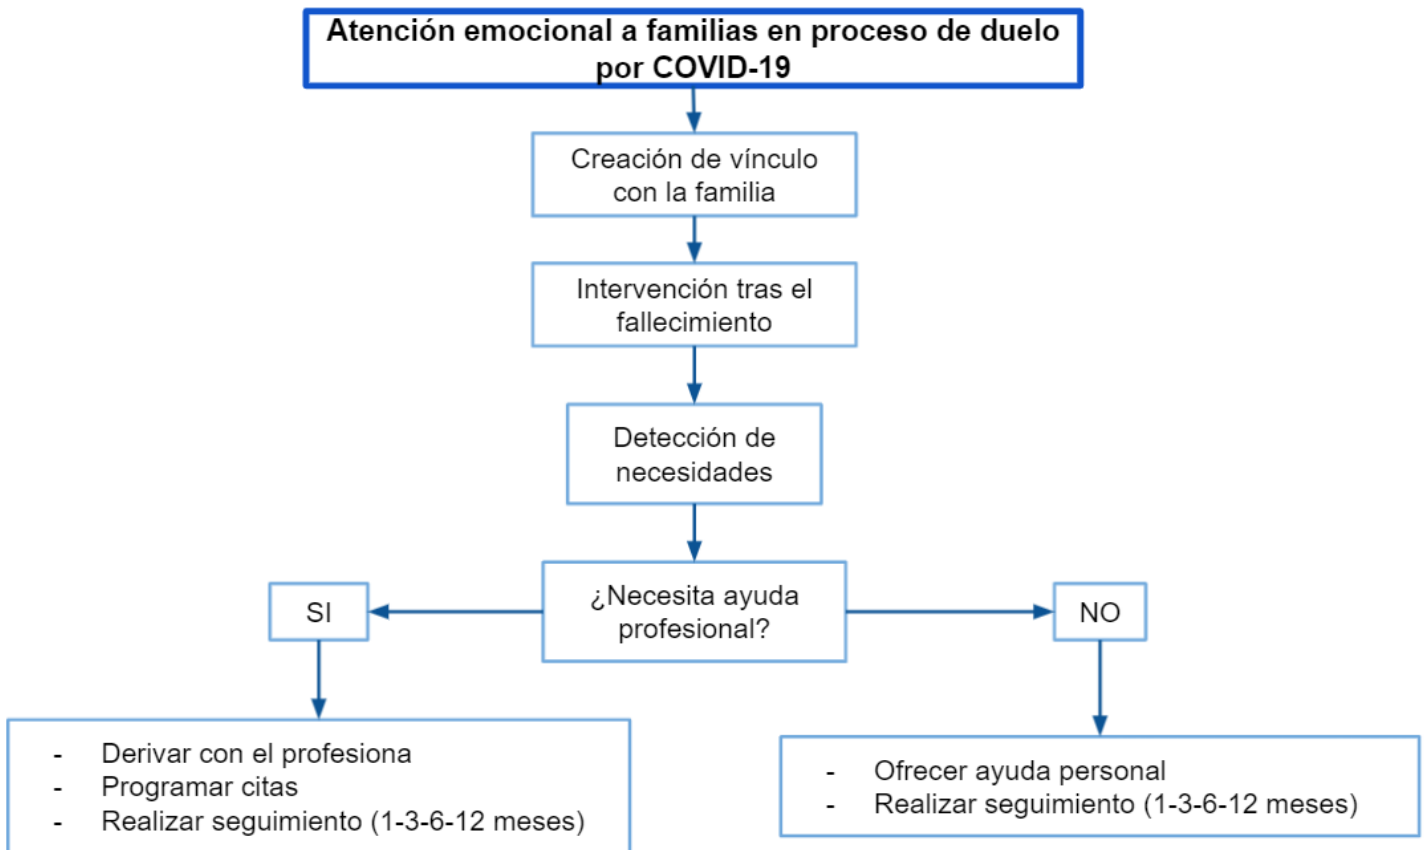 Atención emocional a familias en proceso de duelo
por COVID-19
Creación de vínculo
con la familia
Intervención tras el
fallecimiento
Detección de
necesidades
¿Necesita ayuda
profesional?
SI
NO
- Derivar con el profesiona
- Programar citas
- Realizar seguimiento (1-3-6-12 meses)
- Ofrecer ayuda personal
- Realizar seguimiento (1-3-6-12 meses)